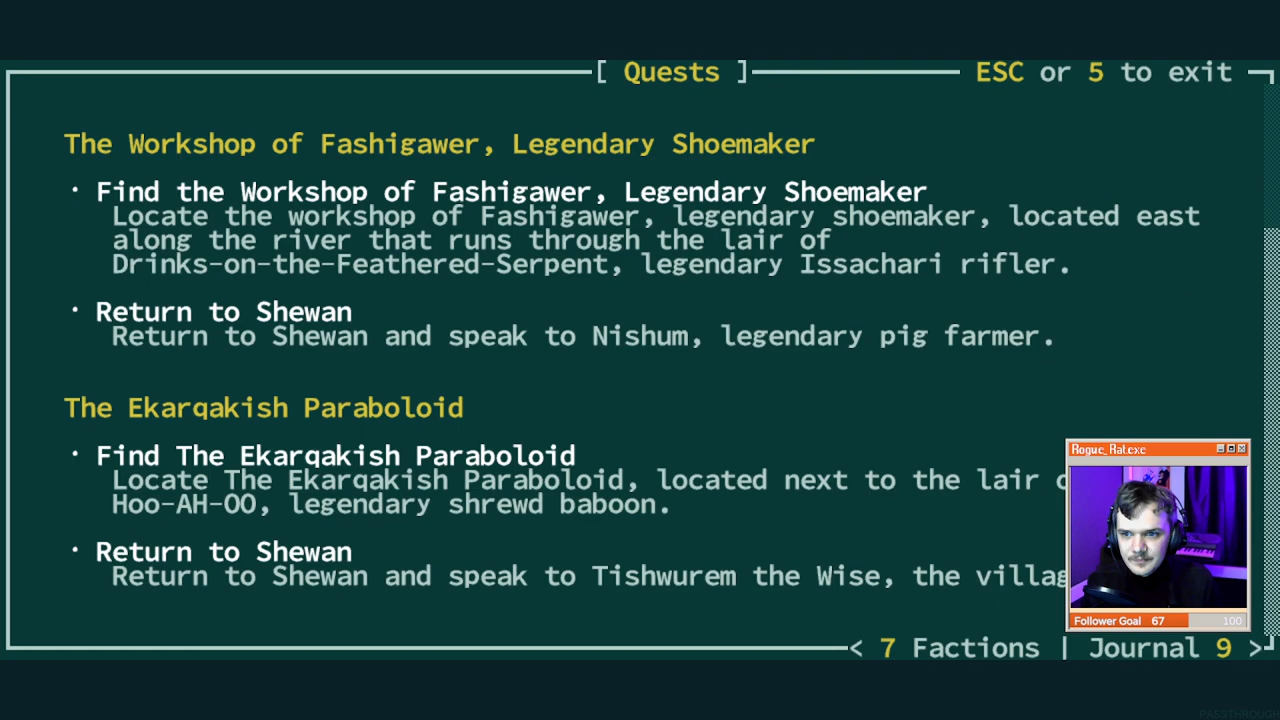 [ Quests ]
ESC or 5 to exit
The Workshop of Fashigawer, Legendary Shoemaker
· Find the Workshop of Fashigawer, Legendary Shoemaker
Locate the workshop of Fashigawer, legendary shoemaker, located east
along the river that runs through the lair of
Drinks-on-the-Feathered-Serpent, legendary Issachari rifler.
· Return to Shewan
Return to Shewan and speak to Nishum, legendary pig farmer.
The Ekarqakish Paraboloid
· Find The Ekarqakish Paraboloid
Locate The Ekarqakish Paraboloid, located next to the lair
Hoo-AH-OO, legendary shrewd baboon.
· Return to Shewan
Return to Shewan and speak to Tishwurem the Wise, the
Rogue_Rat.exe
Follower Goal 67 100
< 7 Factions | Journal 9 >